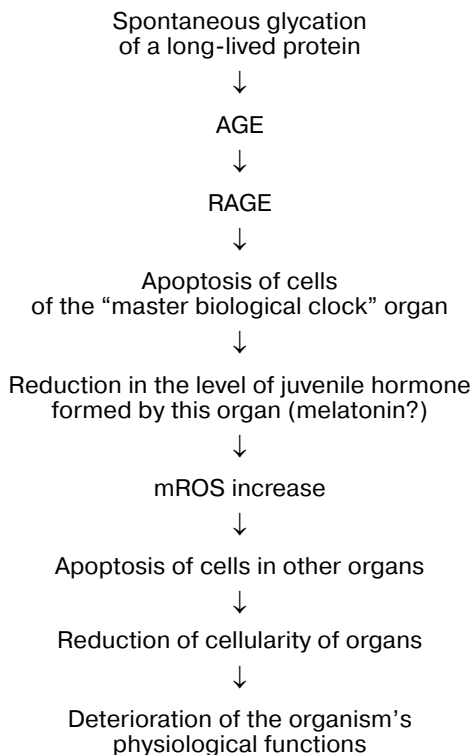 Spontaneous glycation
of a long-lived protein
↓
AGE
↓
RAGE
↓
Apoptosis of cells
of the “master biological clock” organ
↓
Reduction in the level of juvenile hormone
formed by this organ (melatonin?)
↓
mROS increase
↓
Apoptosis of cells in other organs
↓
Reduction of cellularity of organs
↓
Deterioration of the organism’s
physiological functions